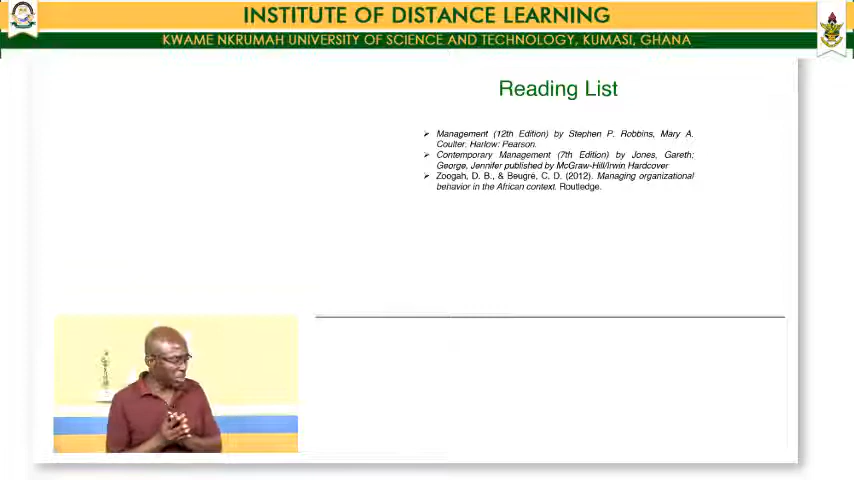 INSTITUTE OF DISTANCE LEARNING
KWAME NKRUMAH UNIVERSITY OF SCIENCE AND TECHNOLOGY, KUMASI, GHANA
Reading List
➢ Management (12th Edition) by Stephen P. Robbins, Mary A.
Coulter, Harlow: Pearson.
➢ Contemporary Management (7th Edition) by Jones, Gareth;
George, Jennifer published by McGraw-Hill/Irwin Hardcover
➢ Zoogah, D. B., & Beugré, C. D. (2012). Managing organizational
behavior in the African context. Routledge.